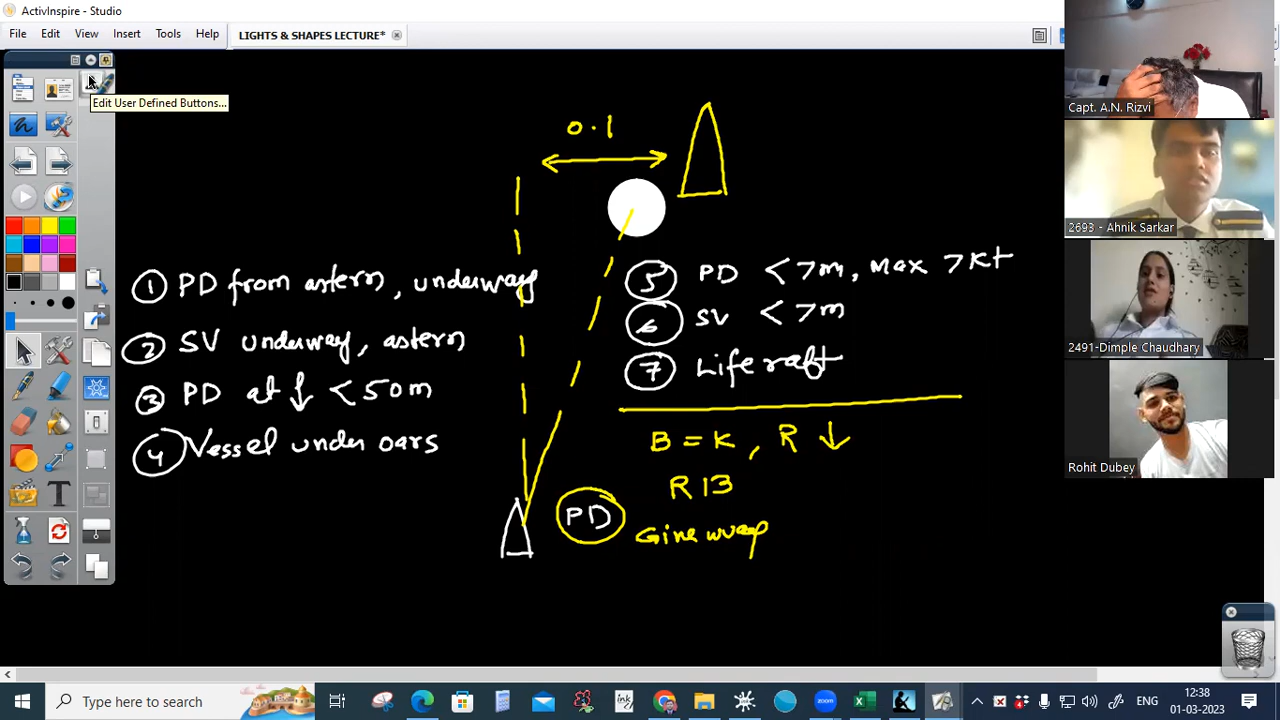 ActivInspire - Studio
File Edit View Insert Tools Help
LIGHTS & SHAPES LECTURE*
Edit User Defined Buttons...
0.1
① PD from astern, underway
② SV underway, astern
③ PD at ↓ < 50m
④ Vessel under oars
⑤ PD < 7m, Max 7kt
⑥ SV < 7m
⑦ Life raft
B = K, R ↓
R 13
PD
Give way
Capt. A.N. Rizvi
2693 - Ahnik Sarkar
2491-Dimple Chaudhary
Rohit Dubey
Type here to search
ink
zoom
ENG
12:38
01-03-2023